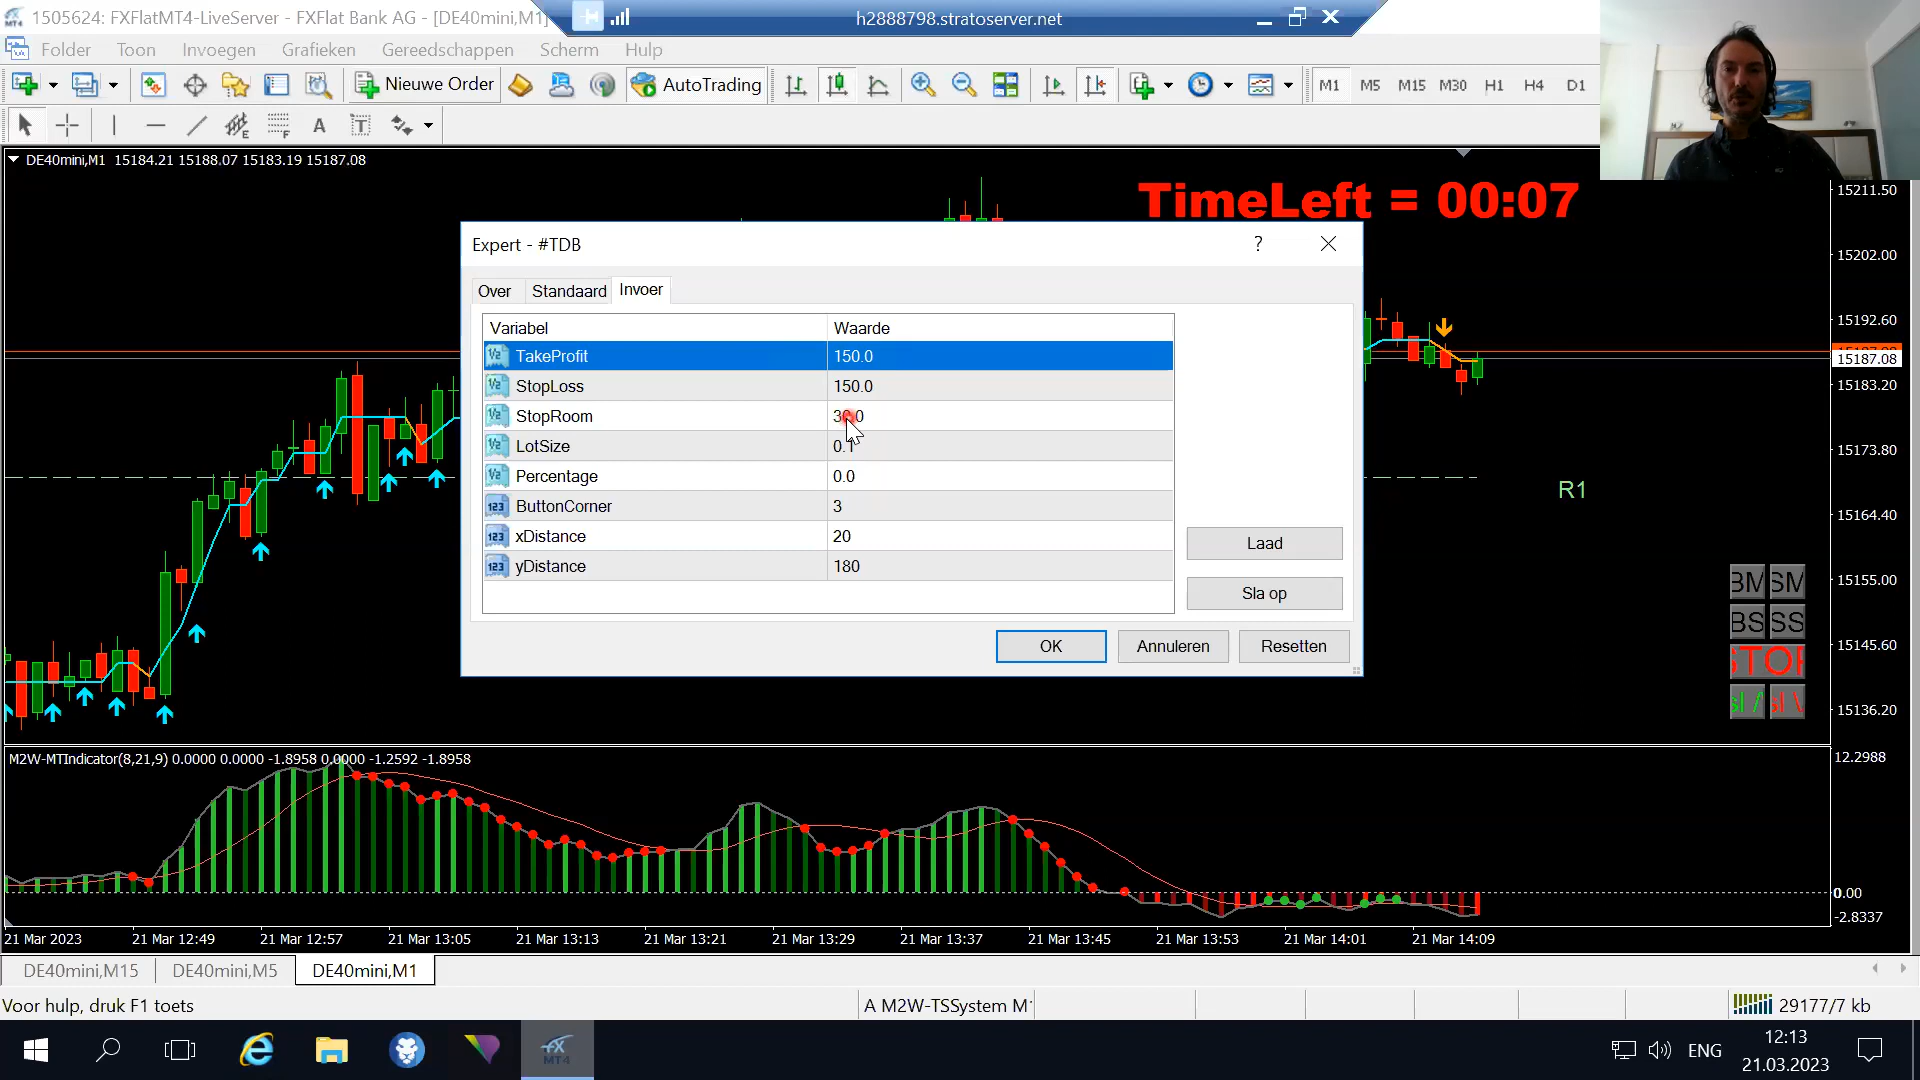 1505624: FXFlatMT4-LiveServer - FXFlat Bank AG - [DE40mini,M1]
h2888798.stratoserver.net
Folder Toon Invoegen Grafieken Gereedschappen Scherm Hulp
Nieuwe Order AutoTrading M1 M5 M15 M30 H1 H4 D1
A T
DE40mini,M1 15184.21 15188.07 15183.19 15187.08
TimeLeft = 00:07
15211.50
15202.00
15192.60
15187.08
15183.20
15173.80
15164.40
15155.00
15145.60
15136.20
Expert - #TDB
Over Standaard Invoer
Variabel Waarde
TakeProfit 150.0
StopLoss 150.0
StopRoom
LotSize 0.1
Percentage 0.0
ButtonCorner 3
xDistance 20
yDistance 180
Laad
Sla op
OK Annuleren Resetten
R1
BM SM
BS SS
STOP
M2W-MTIndicator(8,21,9) 0.0000 0.0000 -1.8958 0.0000 -1.2592 -1.8958
12.2988
0.00
-2.8337
21 Mar 2023 21 Mar 12:49 21 Mar 12:57 21 Mar 13:05 21 Mar 13:13 21 Mar 13:21 21 Mar 13:29 21 Mar 13:37 21 Mar 13:45 21 Mar 13:53 21 Mar 14:01 21 Mar 14:09
DE40mini,M15 DE40mini,M5 DE40mini,M1
Voor hulp, druk F1 toets
A M2W-TSSystem M
29177/7 kb
FX
MT4
ENG
12:13
21.03.2023